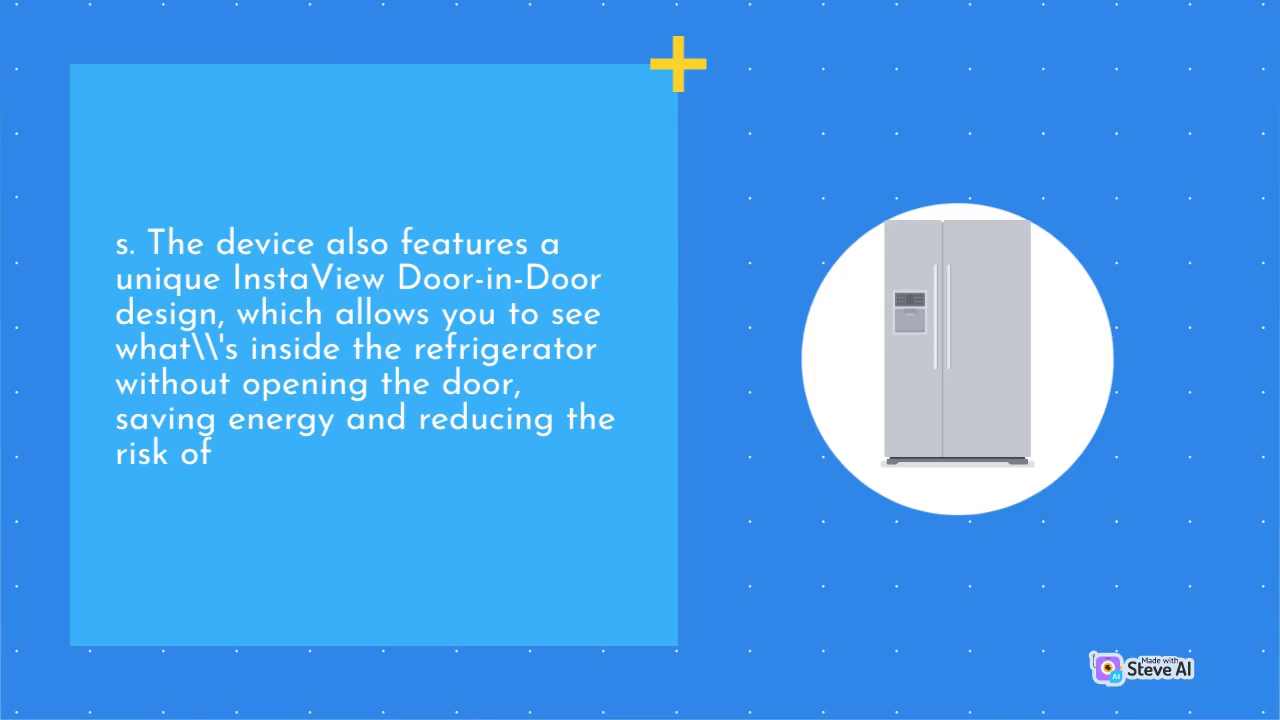 s. The device also features a
unique InstaView Door-in-Door
design, which allows you to see
what\\'s inside the refrigerator
without opening the door,
saving energy and reducing the
risk of
Made with
Steve AI
AI